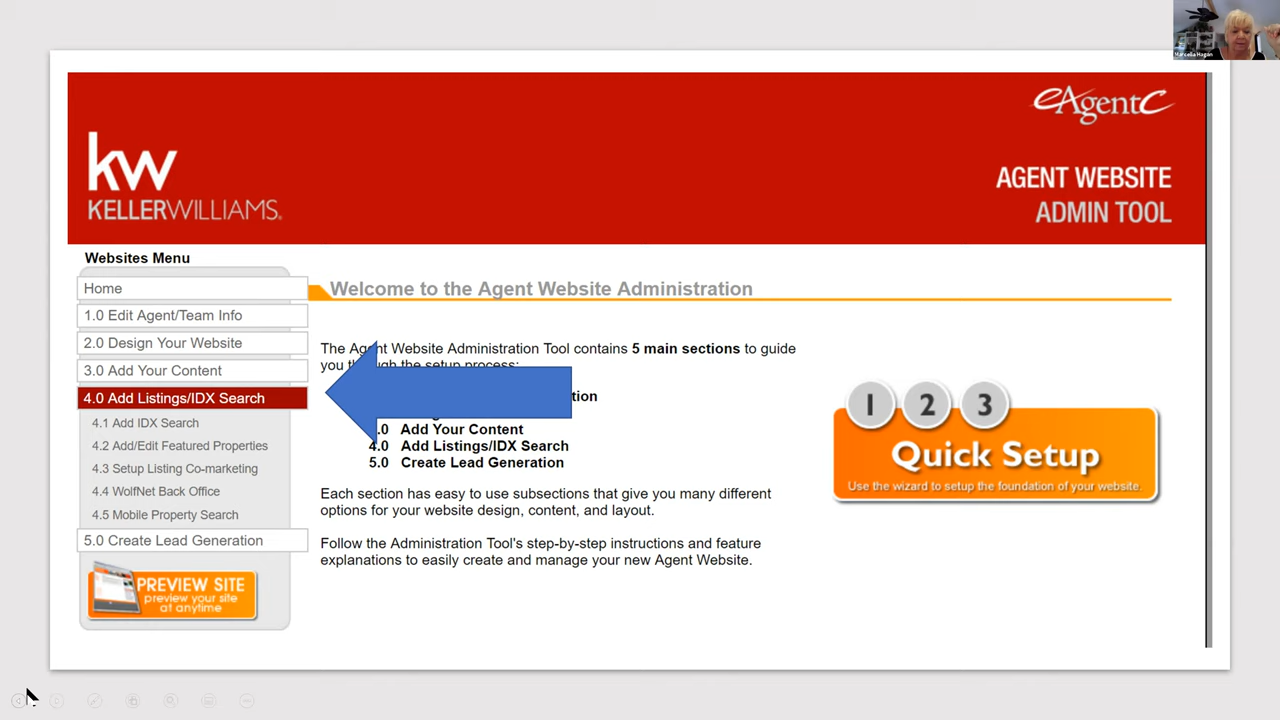 Marcella Hagan
eAgentC
kw
KELLERWILLIAMS.
AGENT WEBSITE
ADMIN TOOL
Websites Menu
Home
1.0 Edit Agent/Team Info
2.0 Design Your Website
3.0 Add Your Content
4.0 Add Listings/IDX Search
4.1 Add IDX Search
4.2 Add/Edit Featured Properties
4.3 Setup Listing Co-marketing
4.4 WolfNet Back Office
4.5 Mobile Property Search
5.0 Create Lead Generation
PREVIEW SITE
preview your site
at anytime
Welcome to the Agent Website Administration
The Agent Website Administration Tool contains 5 main sections to guide
you through the setup process:
tion
.0 Add Your Content
4.0 Add Listings/IDX Search
5.0 Create Lead Generation
Each section has easy to use subsections that give you many different
options for your website design, content, and layout.
Follow the Administration Tool's step-by-step instructions and feature
explanations to easily create and manage your new Agent Website.
1 2 3
Quick Setup
Use the wizard to setup the foundation of your website.